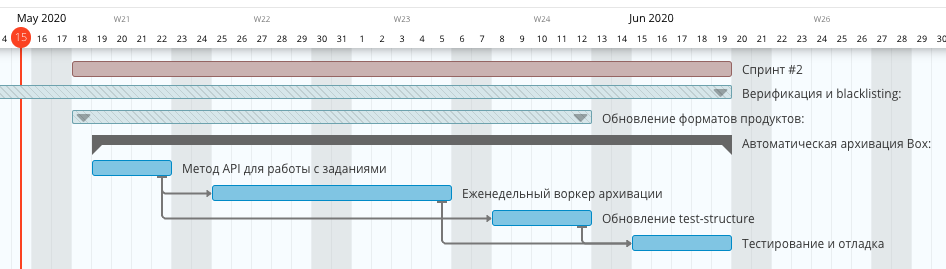 May 2020 Jun 2020
W21 W22 W23 W24 W26
4 15 16 17 18 19 20 21 22 23 24 25 26 27 28 29 30 31 1 2 3 4 5 6 7 8 9 10 11 12 13 14 15 16 17 18 19 20 21 22 23 24 25 26 27 28 29 30
Спринт #2
Верификация и blacklisting:
Обновление форматов продуктов:
Автоматическая архивация Box:
Метод API для работы с заданиями
Еженедельный воркер архивации
Обновление test-structure
Тестирование и отладка